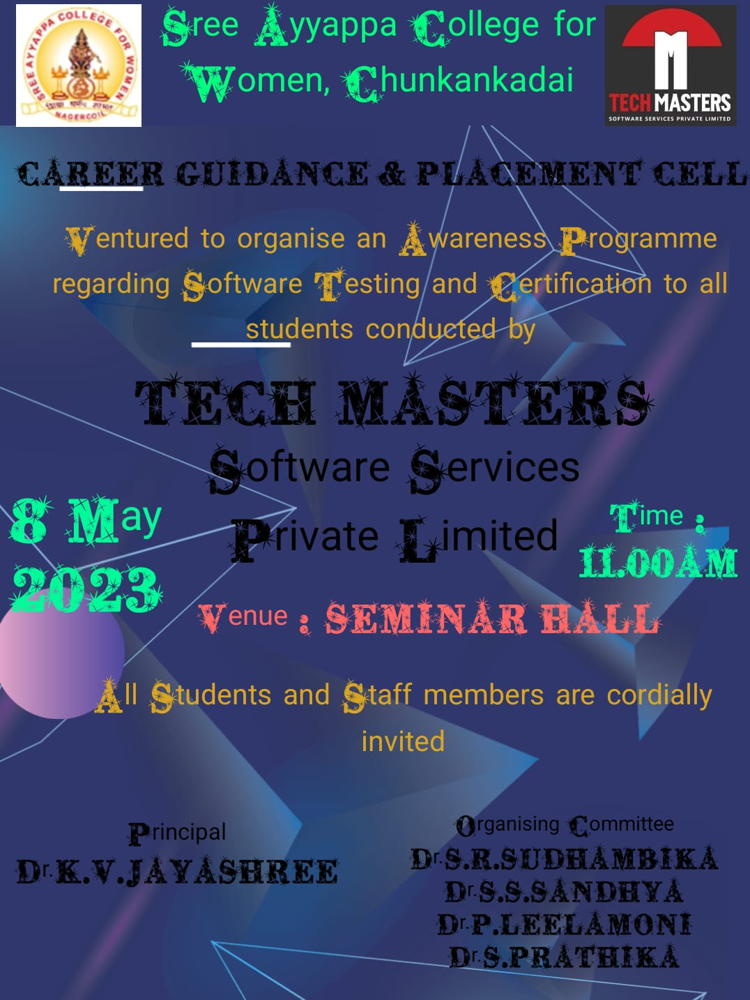 SREE AYYAPPA COLLEGE FOR WOMEN
NAGERCOIL
Sree Ayyappa College for
Women, Chunkankadai
TECH MASTERS
SOFTWARE SERVICES PRIVATE LIMITED
CAREER GUIDANCE & PLACEMENT CELL
Ventured to organise an Awareness Programme
regarding Software Testing and Certification to all
students conducted by
TECH MASTERS
Software Services
Private Limited
8 May
2023
Time :
11.00AM
Venue : SEMINAR HALL
All Students and Staff members are cordially
invited
Principal
Dr.K.V.JAYASHREE
Organising Committee
Dr.S.R.SUDHAMBIKA
Dr.S.S.SANDHYA
Dr.P.LEELAMONI
Dr.S.PRATHIKA